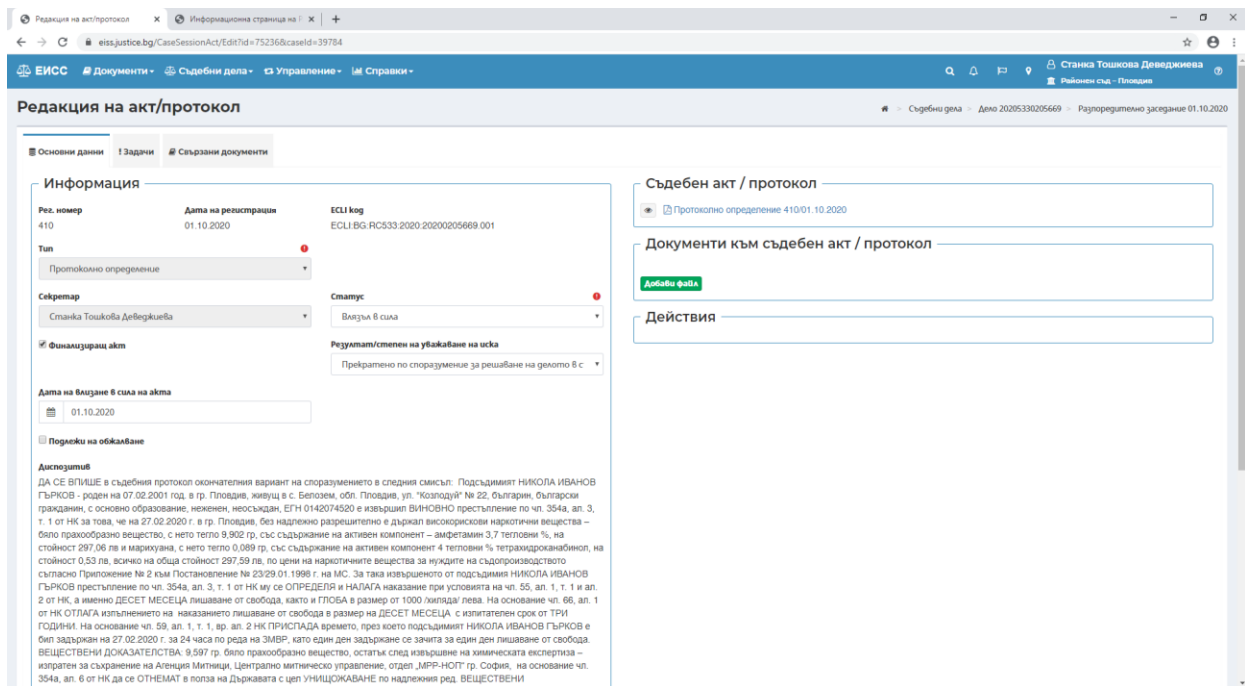 Редакция на акт/протокол
Информационна страница на
eiss.justice.bg/CaseSessionAct/Edit?id=75236&caseId=39784
ЕИСС Документи Съдебни дела Управление Справки
Станка Тошкова Деведжиева
Районен съд - Пловдив
Редакция на акт/протокол
Съдебни дела > Дело 20205330205669 > Разпоредително заседание 01.10.2020
Основни данни ! Задачи Свързани документи
Информация
Рег. номер Дата на регистрация ECLI код
410 01.10.2020 ECLI:BG:RC533:2020:20200205669.001
Тип
Протоколно определение
Секретар Статус
Станка Тошкова Деведжиева Влязъл в сила
Финализиращ акт Резултат/степен на уважаване на иска
Прекратено по споразумение за решаване на делото в с
Дата на влизане в сила на акта
01.10.2020
Подлежи на обжалване
Диспозитив
ДА СЕ ВПИШЕ в съдебния протокол окончателния вариант на споразумението в следния смисъл: Подсъдимият НИКОЛА ИВАНОВ
ГЪРКОВ - роден на 07.02.2001 год. в гр. Пловдив, живущ в с. Белозем, обл. Пловдив, ул. "Козлодуй" № 22, българин, български
гражданин, с основно образование, неженен, неосъждан, ЕГН 0142074520 е извършил ВИНОВНО престъпление по чл. 354а, ал. 3,
т. 1 от НК за това, че на 27.02.2020 г. в гр. Пловдив, без надлежно разрешително е държал високорискови наркотични вещества –
бяло прахообразно вещество, с нето тегло 9,902 гр, със съдържание на активен компонент – амфетамин 3,7 тегловни %, на
стойност 297,06 лв и марихуана, с нето тегло 0,089 гр, със съдържание на активен компонент 4 тегловни % тетрахидроканабинол, на
стойност 0,53 лв, всичко на обща стойност 297,59 лв, по цени на наркотичните вещества за нуждите на съдопроизводството
съгласно Приложение № 2 към Постановление № 23/29.01.1998 г. на МС. За така извършеното от подсъдимия НИКОЛА ИВАНОВ
ГЪРКОВ престъпление по чл. 354а, ал. 3, т. 1 от НК му се ОПРЕДЕЛЯ и НАЛАГА наказание при условията на чл. 55, ал. 1, т. 1 и ал.
2 от НК, а именно ДЕСЕТ МЕСЕЦА лишаване от свобода, както и ГЛОБА в размер от 1000 /хиляда/ лева. На основание чл. 66, ал. 1
от НК ОТЛАГА изпълнението на наказанието лишаване от свобода в размер на ДЕСЕТ МЕСЕЦА с изпитателен срок от ТРИ
ГОДИНИ. На основание чл. 59, ал. 1, т. 1, вр. ал. 2 НК ПРИСПАДА времето, през което подсъдимият НИКОЛА ИВАНОВ ГЪРКОВ е
бил задържан на 27.02.2020 г. за 24 часа по реда на ЗМВР, като един ден задържане се зачита за един ден лишаване от свобода.
ВЕЩЕСТВЕНИ ДОКАЗАТЕЛСТВА: 9,597 гр. бяло прахообразно вещество, остатък след извършвне на химическата експертиза –
изпратен за съхранение на Агенция Митници, Централно митническо управление, отдел „МРР-НОП" гр. София, на основание чл.
354а, ал. 6 от НК да се ОТНЕМАТ в полза на Държавата с цел УНИЩОЖАВАНЕ по надлежния ред. ВЕЩЕСТВЕНИ
Съдебен акт / протокол
Протоколно определение 410/01.10.2020
Документи към съдебен акт / протокол
Добави файл
Действия